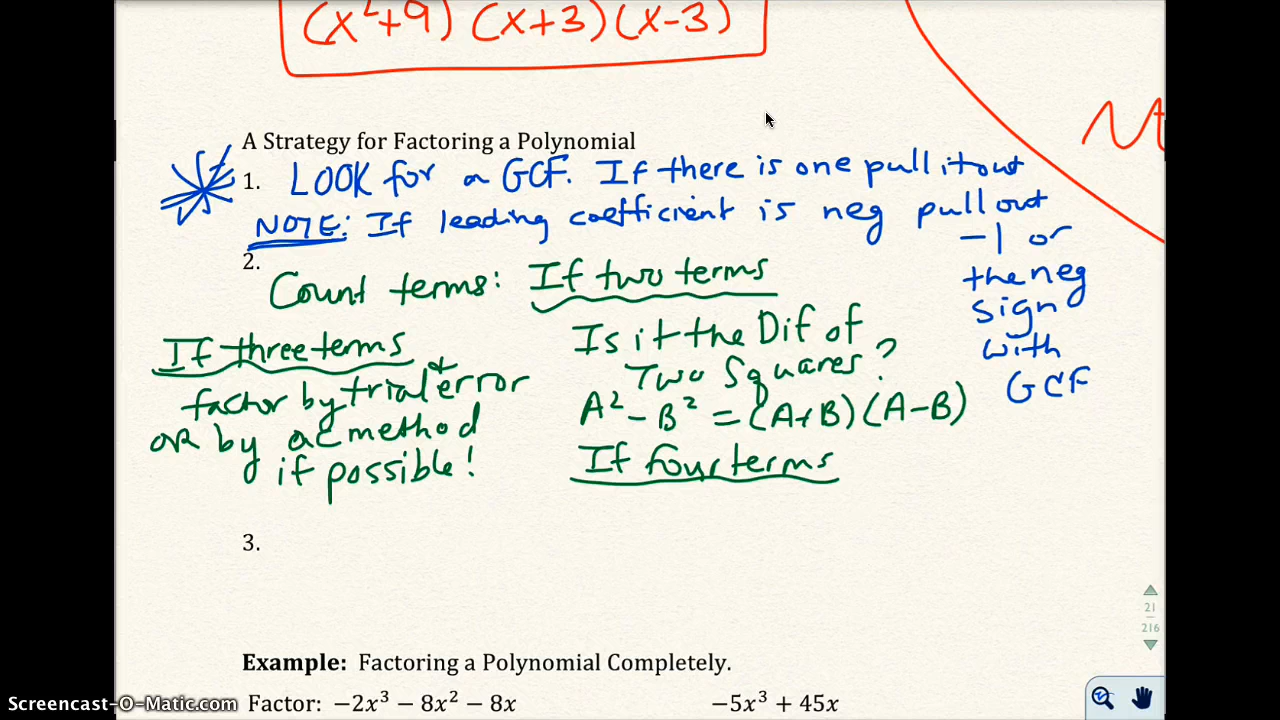 (x²+9)(x+3)(x-3)
A Strategy for Factoring a Polynomial
1. LOOK for a GCF. If there is one pull it out
NOTE: If leading coefficient is neg pull out
-1 or
the neg
sign
with
GCF
2.
Count terms: If two terms
Is it the Dif of
Two Squares?
A² - B² = (A+B)(A-B)
If three terms
factor by trial & error
OR by ac method
if possible!
If four terms
3.
21
216
Example: Factoring a Polynomial Completely.
Factor: −2x³ − 8x² − 8x
−5x³ + 45x
Screencast-O-Matic.com